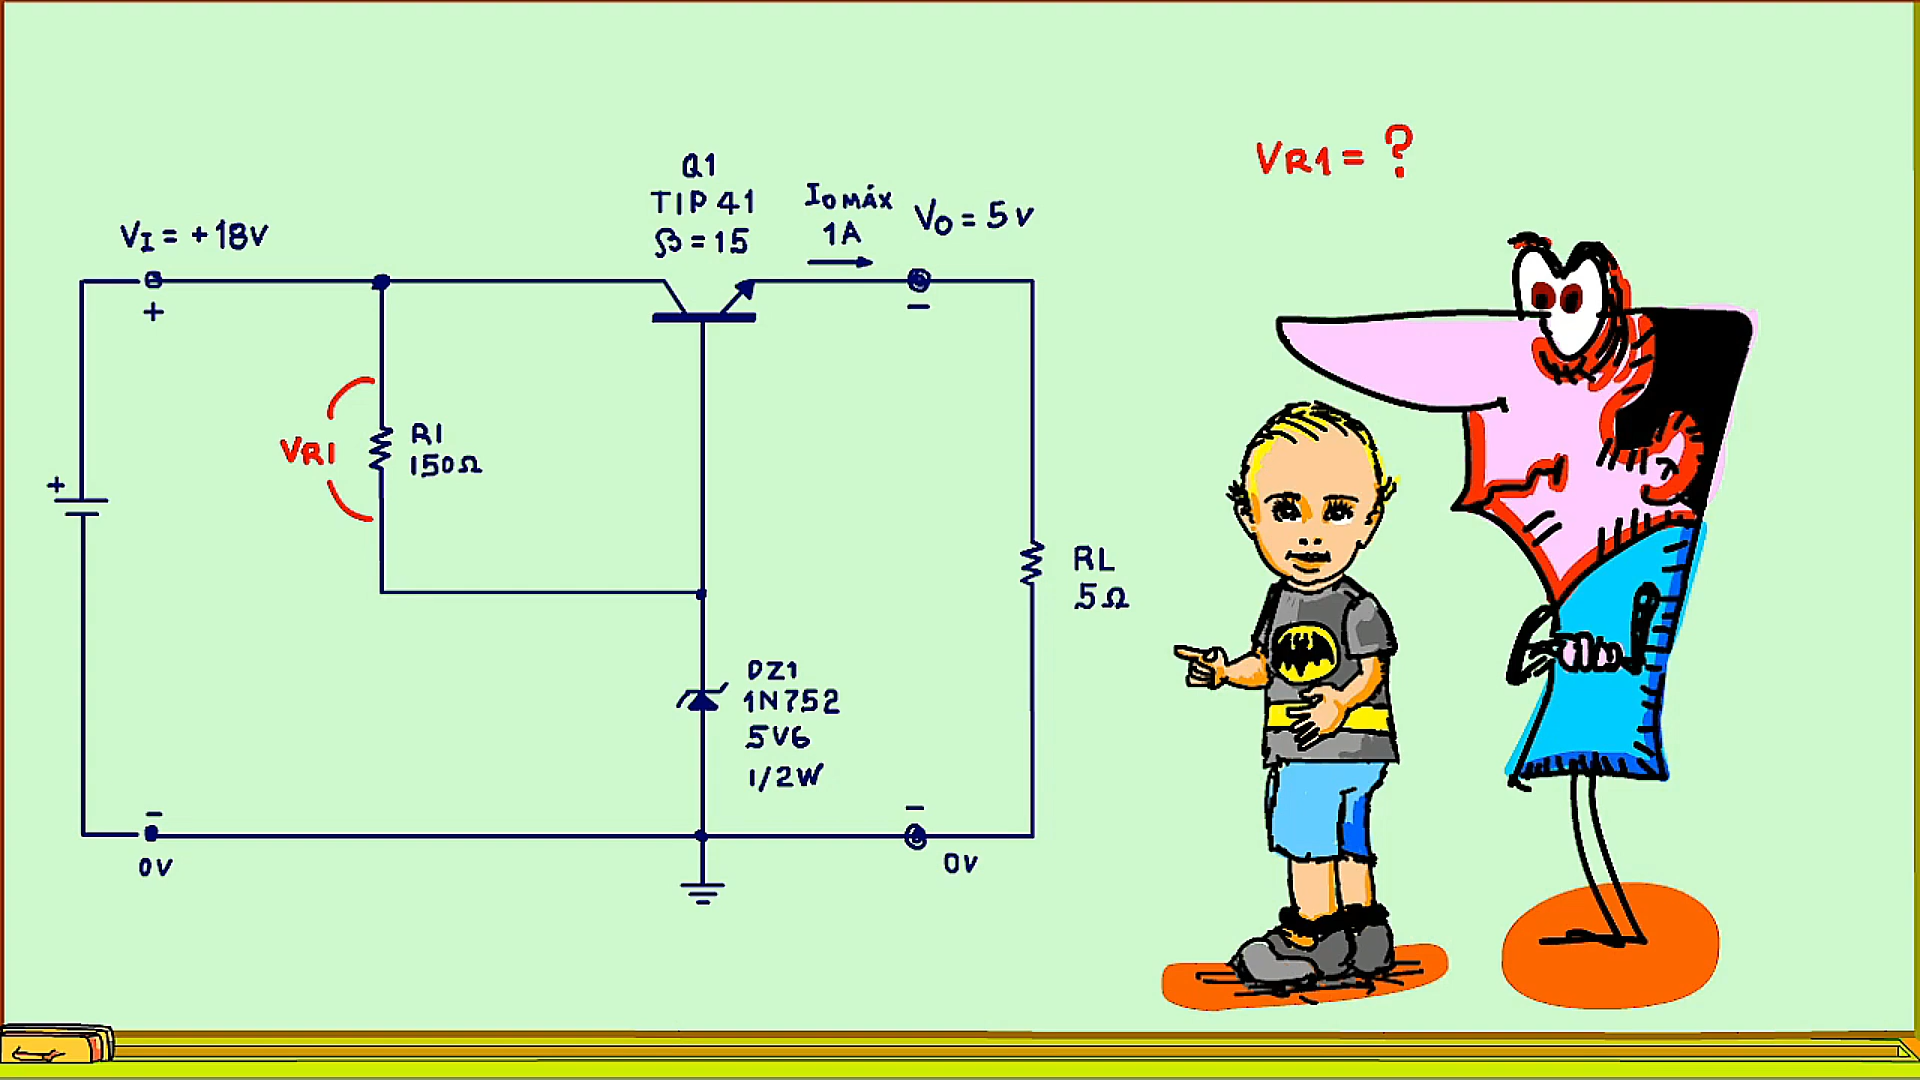 VR1 = ?
Q1
TIP 41
β = 15
IO MÁX
1A
VO = 5V
VI = +18V
+
-
VR1
R1
150Ω
+
RL
5Ω
DZ1
1N752
5V6
1/2W
-
-
0V
0V